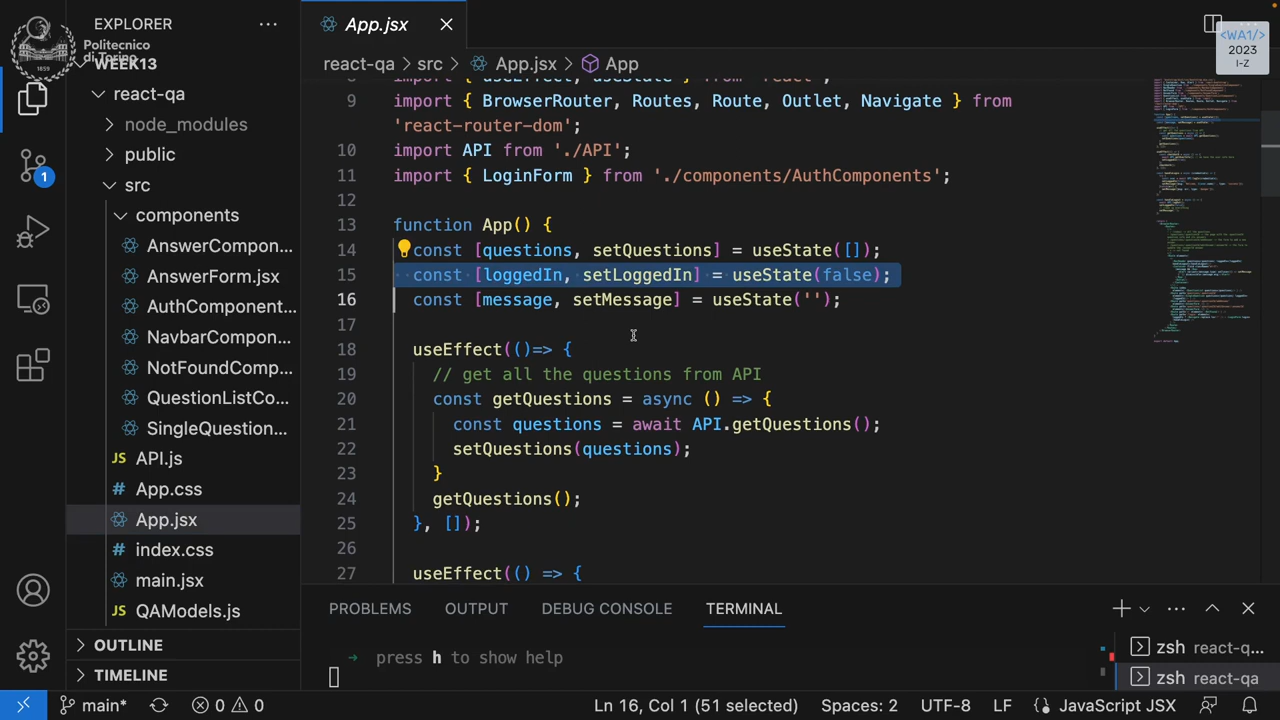 EXPLORER
Politecnico
di Torino
1859
WEEK13
react-qa
node_modules
public
src
components
AnswerCompon...
AnswerForm.jsx
AuthComponents...
NavbarCompon...
NotFoundComp...
QuestionListCo...
SingleQuestion...
JS API.js
# App.css
App.jsx
# index.css
main.jsx
JS QAModels.js
OUTLINE
TIMELINE
1
App.jsx
<WA1/>
2023
I-Z
react-qa > src > App.jsx > App
9 import { BrowserRouter, Routes, Route, Outlet, Navigate } from
'react-router-dom';
10 import API from './API';
11 import { LoginForm } from './components/AuthComponents';
12
13 function App() {
14 const [questions, setQuestions] = useState([]);
15 const [loggedIn, setLoggedIn] = useState(false);
16 const [message, setMessage] = useState('');
17
18 useEffect(()=> {
19 // get all the questions from API
20 const getQuestions = async () => {
21 const questions = await API.getQuestions();
22 setQuestions(questions);
23 }
24 getQuestions();
25 }, []);
26
27 useEffect(() => {
PROBLEMS OUTPUT DEBUG CONSOLE TERMINAL
→ press h to show help
zsh react-q...
zsh react-qa
main* 0 0 Ln 16, Col 1 (51 selected) Spaces: 2 UTF-8 LF {} JavaScript JSX